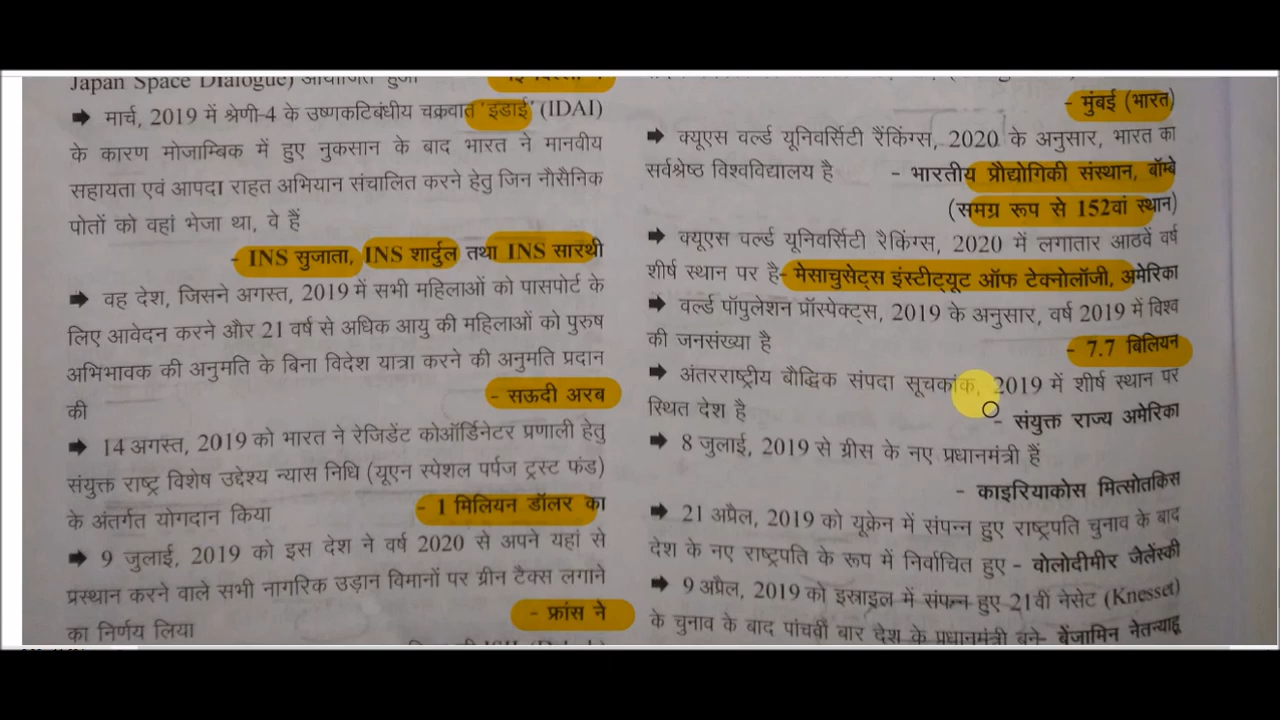 Japan Space Dialogue) आयोजित हुआ
➡ मार्च, 2019 में श्रेणी-4 के उष्णकटिबंधीय चक्रवात 'इडाई' (IDAI)
के कारण मोजाम्बिक में हुए नुकसान के बाद भारत ने मानवीय
सहायता एवं आपदा राहत अभियान संचालित करने हेतु जिन नौसैनिक
पोतों को वहां भेजा था, वे हैं
- INS सुजाता, INS शार्दुल तथा INS सारथी
➡ वह देश, जिसने अगस्त, 2019 में सभी महिलाओं को पासपोर्ट के
लिए आवेदन करने और 21 वर्ष से अधिक आयु की महिलाओं को पुरुष
अभिभावक की अनुमति के बिना विदेश यात्रा करने की अनुमति प्रदान
की - सऊदी अरब
➡ 14 अगस्त, 2019 को भारत ने रेजिडेंट कोऑर्डिनेटर प्रणाली हेतु
संयुक्त राष्ट्र विशेष उद्देश्य न्यास निधि (यूएन स्पेशल पर्पज ट्रस्ट फंड)
के अंतर्गत योगदान किया - 1 मिलियन डॉलर का
➡ 9 जुलाई, 2019 को इस देश ने वर्ष 2020 से अपने यहां से
प्रस्थान करने वाले सभी नागरिक उड़ान विमानों पर ग्रीन टैक्स लगाने
का निर्णय लिया - फ्रांस ने
- मुंबई (भारत)
➡ क्यूएस वर्ल्ड यूनिवर्सिटी रैंकिंग्स, 2020 के अनुसार, भारत का
सर्वश्रेष्ठ विश्वविद्यालय है - भारतीय प्रौद्योगिकी संस्थान, बॉम्बे
(समग्र रूप से 152वां स्थान)
➡ क्यूएस वर्ल्ड यूनिवर्सिटी रैकिंग्स, 2020 में लगातार आठवें वर्ष
शीर्ष स्थान पर है- मेसाचुसेट्स इंस्टीट्यूट ऑफ टेक्नोलॉजी, अमेरिका
➡ वर्ल्ड पॉपुलेशन प्रॉस्पेक्ट्स, 2019 के अनुसार, वर्ष 2019 में विश्व
की जनसंख्या है - 7.7 बिलियन
➡ अंतरराष्ट्रीय बौद्धिक संपदा सूचकांक, 2019 में शीर्ष स्थान पर
स्थित देश है - संयुक्त राज्य अमेरिका
➡ 8 जुलाई, 2019 से ग्रीस के नए प्रधानमंत्री हैं
- काइरियाकोस मित्सोतकिस
➡ 21 अप्रैल, 2019 को यूक्रेन में संपन्न हुए राष्ट्रपति चुनाव के बाद
देश के नए राष्ट्रपति के रूप में निर्वाचित हुए - वोलोदीमीर जैलेंस्की
➡ 9 अप्रैल, 2019 को इस्राइल में संपन्न हुए 21वीं नेसेट (Knesset)
के चुनाव के बाद पांचवीं बार देश के प्रधानमंत्री बने- बेंजामिन नेतन्याहू